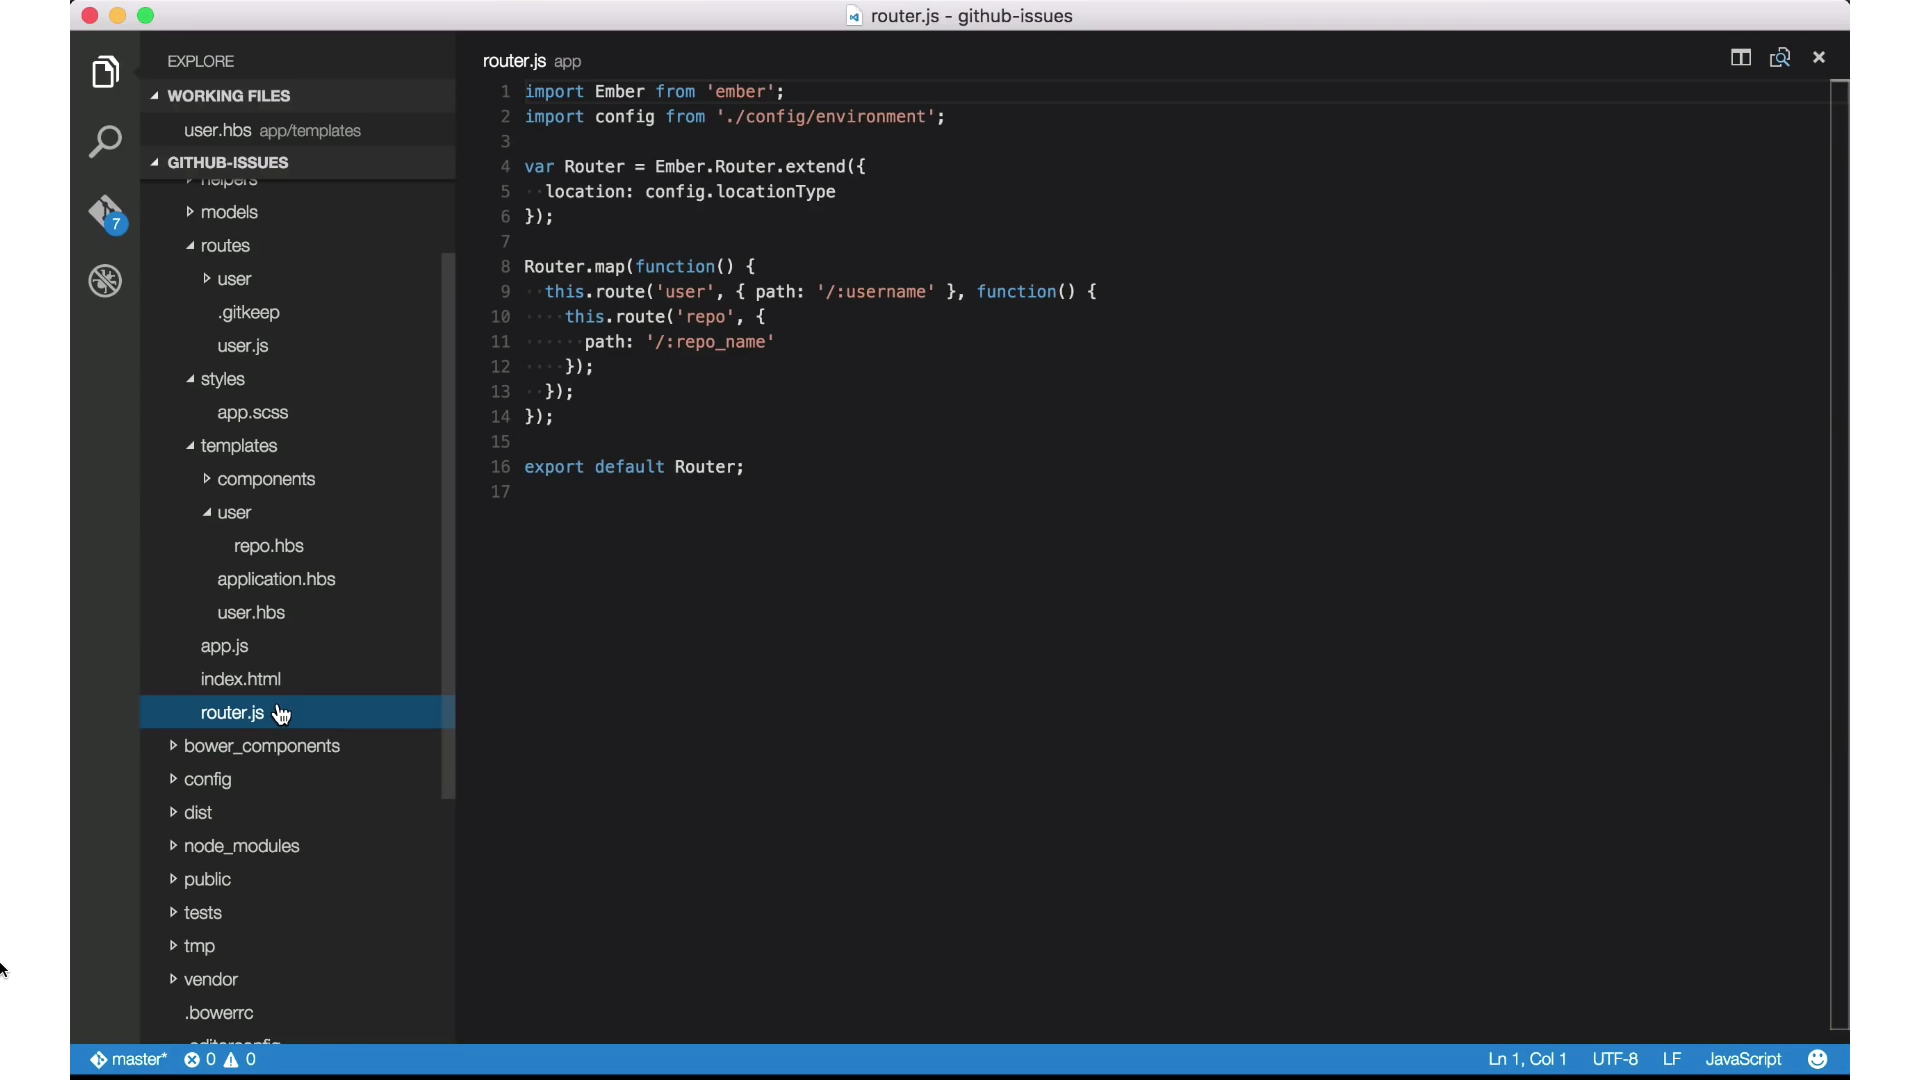 router.js - github-issues
EXPLORE
WORKING FILES
user.hbs app/templates
GITHUB-ISSUES
helpers
models
routes
user
.gitkeep
user.js
styles
app.scss
templates
components
user
repo.hbs
application.hbs
user.hbs
app.js
index.html
router.js
bower_components
config
dist
node_modules
public
tests
tmp
vendor
.bowerrc
.editorconfig
7
router.js app
1 import Ember from 'ember';
2 import config from './config/environment';
3
4 var Router = Ember.Router.extend({
5 ··location: config.locationType
6 });
7
8 Router.map(function() {
9 ··this.route('user', { path: '/:username' }, function() {
10 ····this.route('repo', {
11 ······path: '/:repo_name'
12 ····});
13 ··});
14 });
15
16 export default Router;
17
master* 0 0
Ln 1, Col 1 UTF-8 LF JavaScript